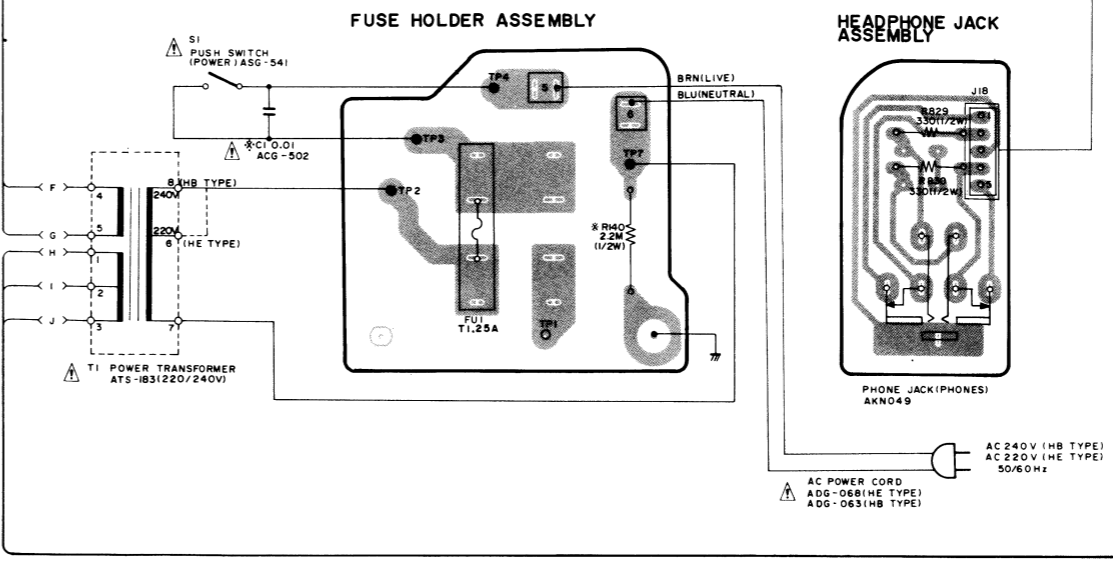 FUSE HOLDER ASSEMBLY
HEADPHONE JACK
ASSEMBLY
S1
PUSH SWITCH
(POWER) ASG-541
TP4
5
BRN(LIVE)
BLU(NEUTRAL)
6
J18
R829
330(1/2W)
1
※C1 0.01
ACG-502
TP3
TP7
R830
330(1/2W)
5
F
4
8 (HB TYPE)
240V
TP2
※R140
2.2M
(1/2W)
G
5
220V
6 (HE TYPE)
H
1
I
2
J
3
7
FU1
T1.25A
TP1
T1 POWER TRANSFORMER
ATS-183(220/240V)
PHONE JACK(PHONES)
AKN049
AC 240V (HB TYPE)
AC 220V (HE TYPE)
50/60Hz
AC POWER CORD
ADG-068(HE TYPE)
ADG-063(HB TYPE)